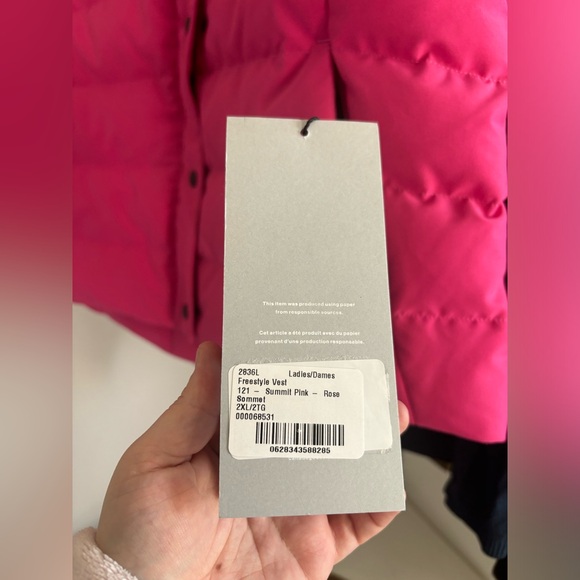 This item was produced using paper
from responsible sources.
Cet article a été produit avec du papier
provenant d'une production responsable.
2836L Ladies/Dames
Freestyle Vest
121 - Summit Pink - Rose
Sommet
2XL/2TG
000068531
0628343588285